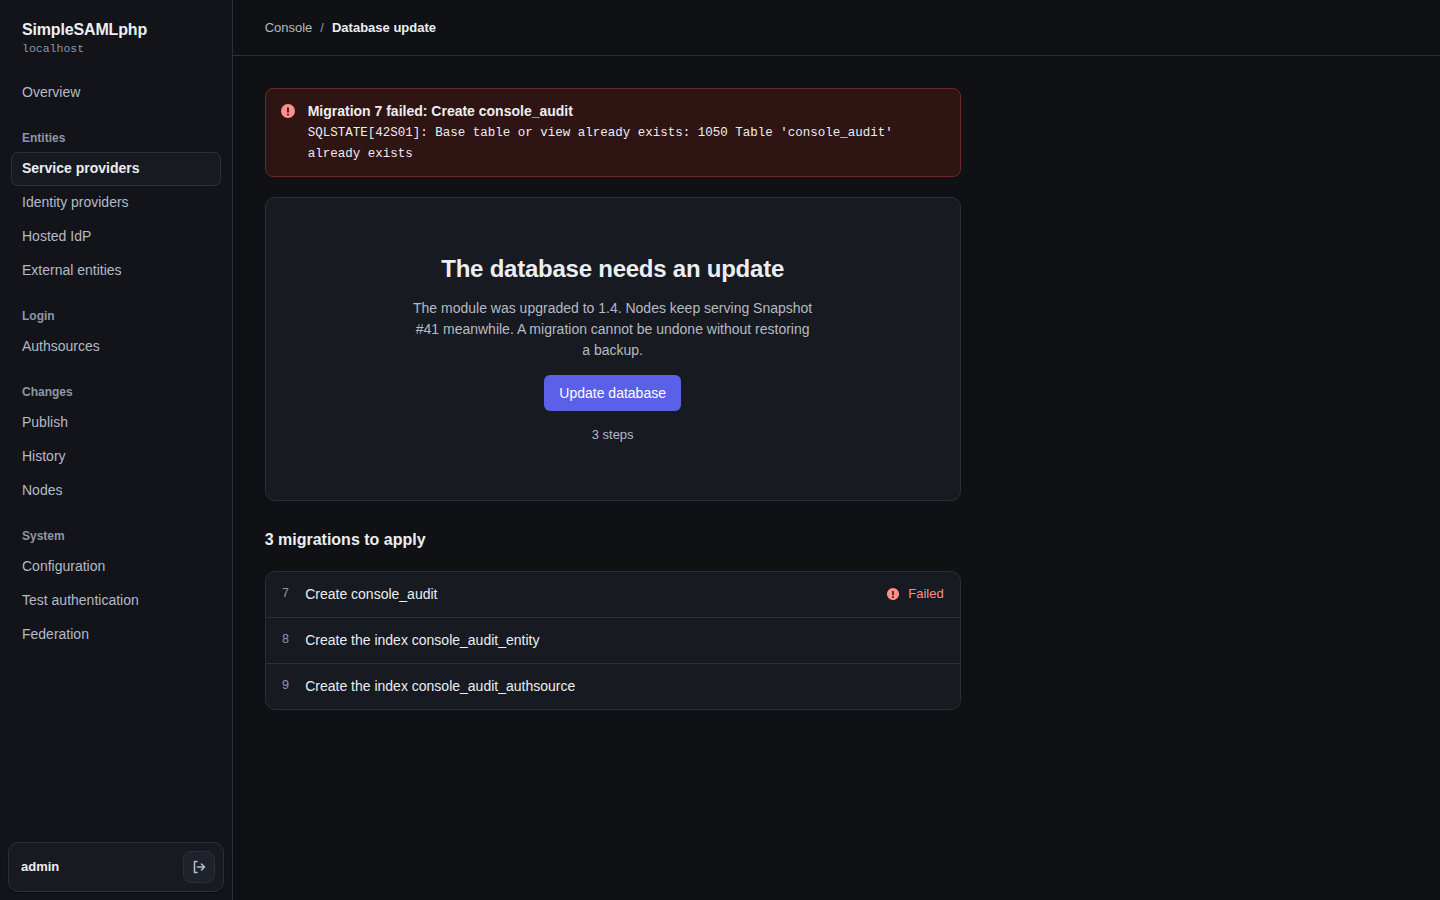 SimpleSAMLphp
localhost
Overview
Entities
Service providers
Identity providers
Hosted IdP
External entities
Login
Authsources
Changes
Publish
History
Nodes
System
Configuration
Test authentication
Federation
admin
Console / Database update
Migration 7 failed: Create console_audit
SQLSTATE[42S01]: Base table or view already exists: 1050 Table 'console_audit'
already exists
The database needs an update
The module was upgraded to 1.4. Nodes keep serving Snapshot
#41 meanwhile. A migration cannot be undone without restoring
a backup.
Update database
3 steps
3 migrations to apply
7 Create console_audit Failed
8 Create the index console_audit_entity
9 Create the index console_audit_authsource